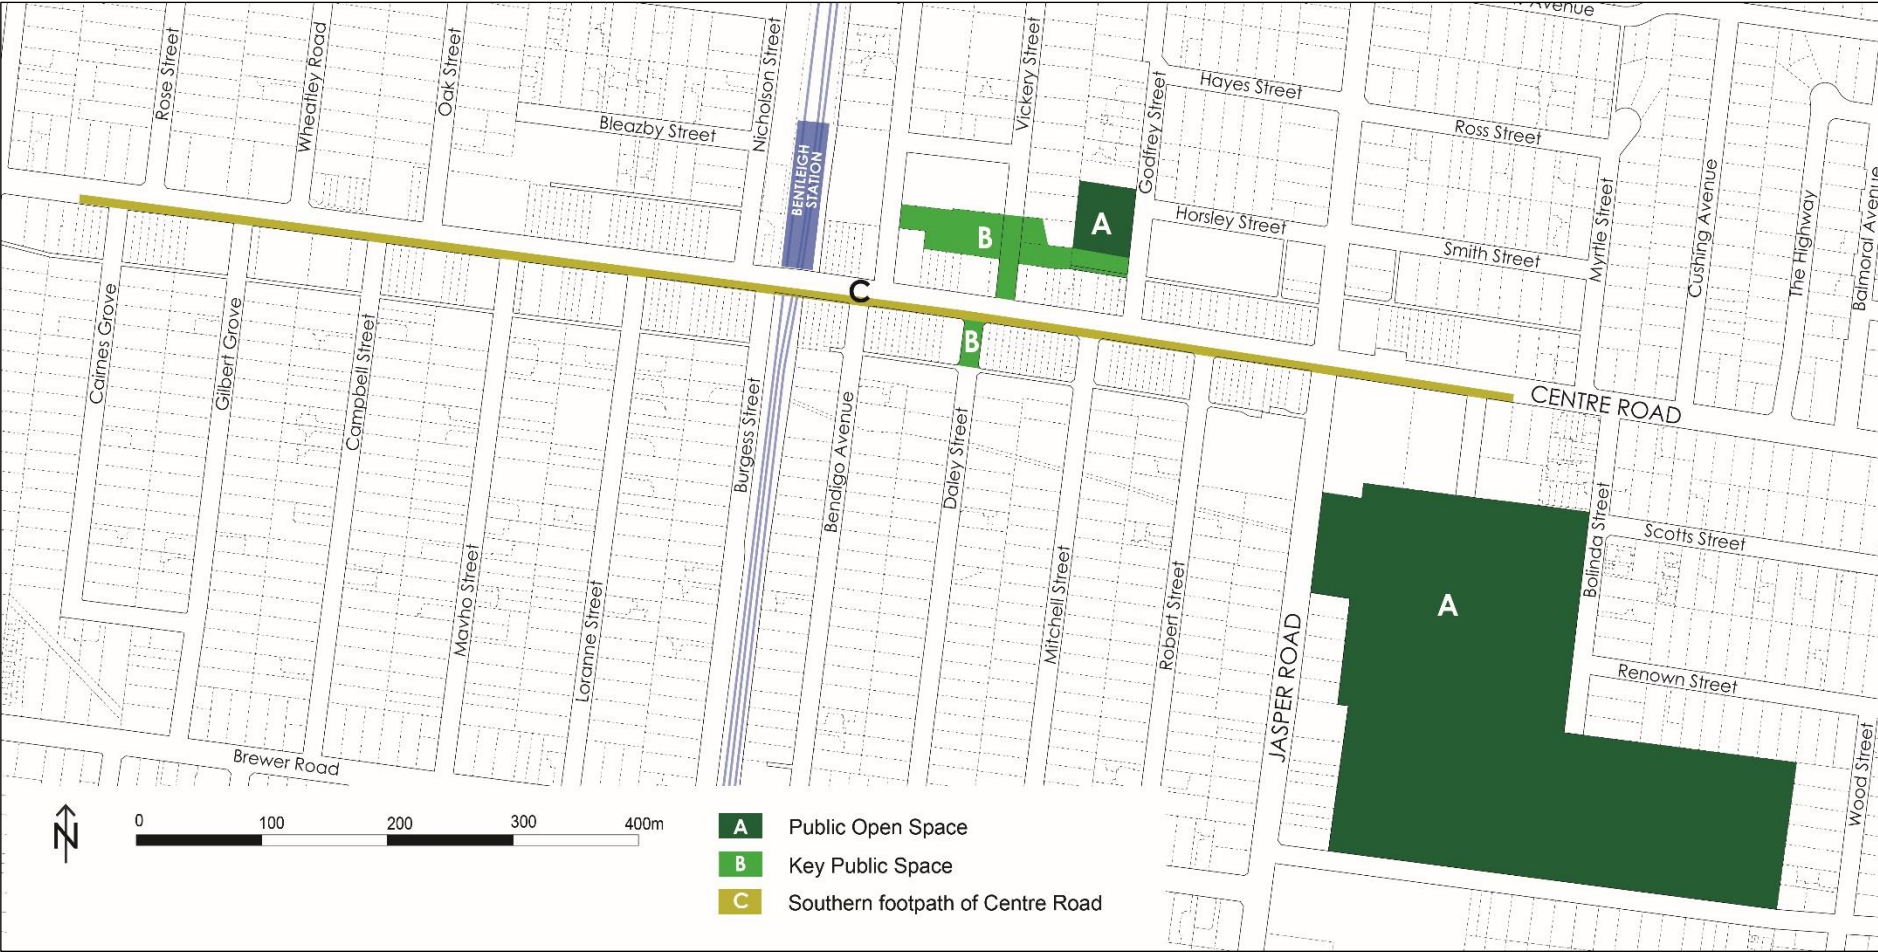 Avenue
Rose Street
Wheatley Road
Oak Street
Nicholson Street
Vickery Street
Godfrey Street
Hayes Street
Bleazby Street
Ross Street
BENTLEIGH
STATION
A
B
Horsley Street
Smith Street
Myrtle Street
Cushing Avenue
The Highway
Balmoral Avenue
C
B
Cairnes Grove
Gilbert Grove
Campbell Street
Burgess Street
Bendigo Avenue
Daley Street
CENTRE ROAD
Mavho Street
Loranne Street
Mitchell Street
Robert Street
JASPER ROAD
A
Bolinda Street
Scotts Street
Renown Street
Wood Street
Brewer Road
N
0 100 200 300 400m
A Public Open Space
B Key Public Space
C Southern footpath of Centre Road